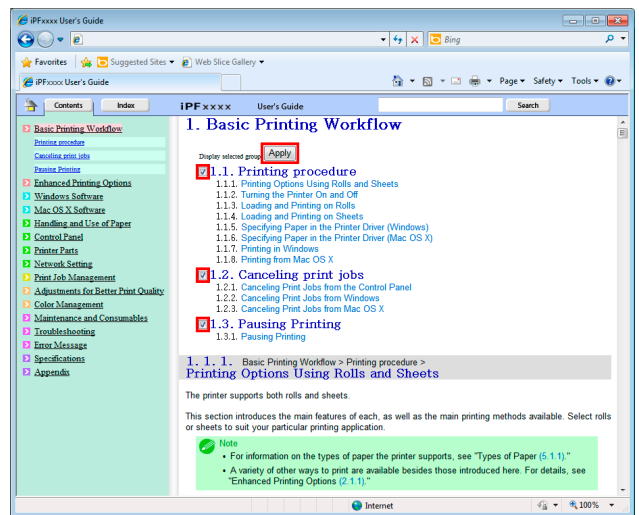 iPFxxxx User's Guide
Bing
Favorites Suggested Sites Web Slice Gallery
iPFxxxx User's Guide Page Safety Tools
Contents Index iPFxxxx User's Guide Search
Basic Printing Workflow
Printing procedure
Canceling print jobs
Pausing Printing
Enhanced Printing Options
Windows Software
Mac OS X Software
Handling and Use of Paper
Control Panel
Printer Parts
Network Setting
Print Job Management
Adjustments for Better Print Quality
Color Management
Maintenance and Consumables
Troubleshooting
Error Message
Specifications
Appendix
1. Basic Printing Workflow
Display selected group Apply
1.1. Printing procedure
1.1.1. Printing Options Using Rolls and Sheets
1.1.2. Turning the Printer On and Off
1.1.3. Loading and Printing on Rolls
1.1.4. Loading and Printing on Sheets
1.1.5. Specifying Paper in the Printer Driver (Windows)
1.1.6. Specifying Paper in the Printer Driver (Mac OS X)
1.1.7. Printing in Windows
1.1.8. Printing from Mac OS X
1.2. Canceling print jobs
1.2.1. Canceling Print Jobs from the Control Panel
1.2.2. Canceling Print Jobs from Windows
1.2.3. Canceling Print Jobs from Mac OS X
1.3. Pausing Printing
1.3.1. Pausing Printing
1. 1. 1. Basic Printing Workflow > Printing procedure >
Printing Options Using Rolls and Sheets
The printer supports both rolls and sheets.
This section introduces the main features of each, as well as the main printing methods available. Select rolls
or sheets to suit your particular printing application.
Note
• For information on the types of paper the printer supports, see "Types of Paper (5.1.1)."
• A variety of other ways to print are available besides those introduced here. For details, see
"Enhanced Printing Options (2.1.1)."
Internet 100%